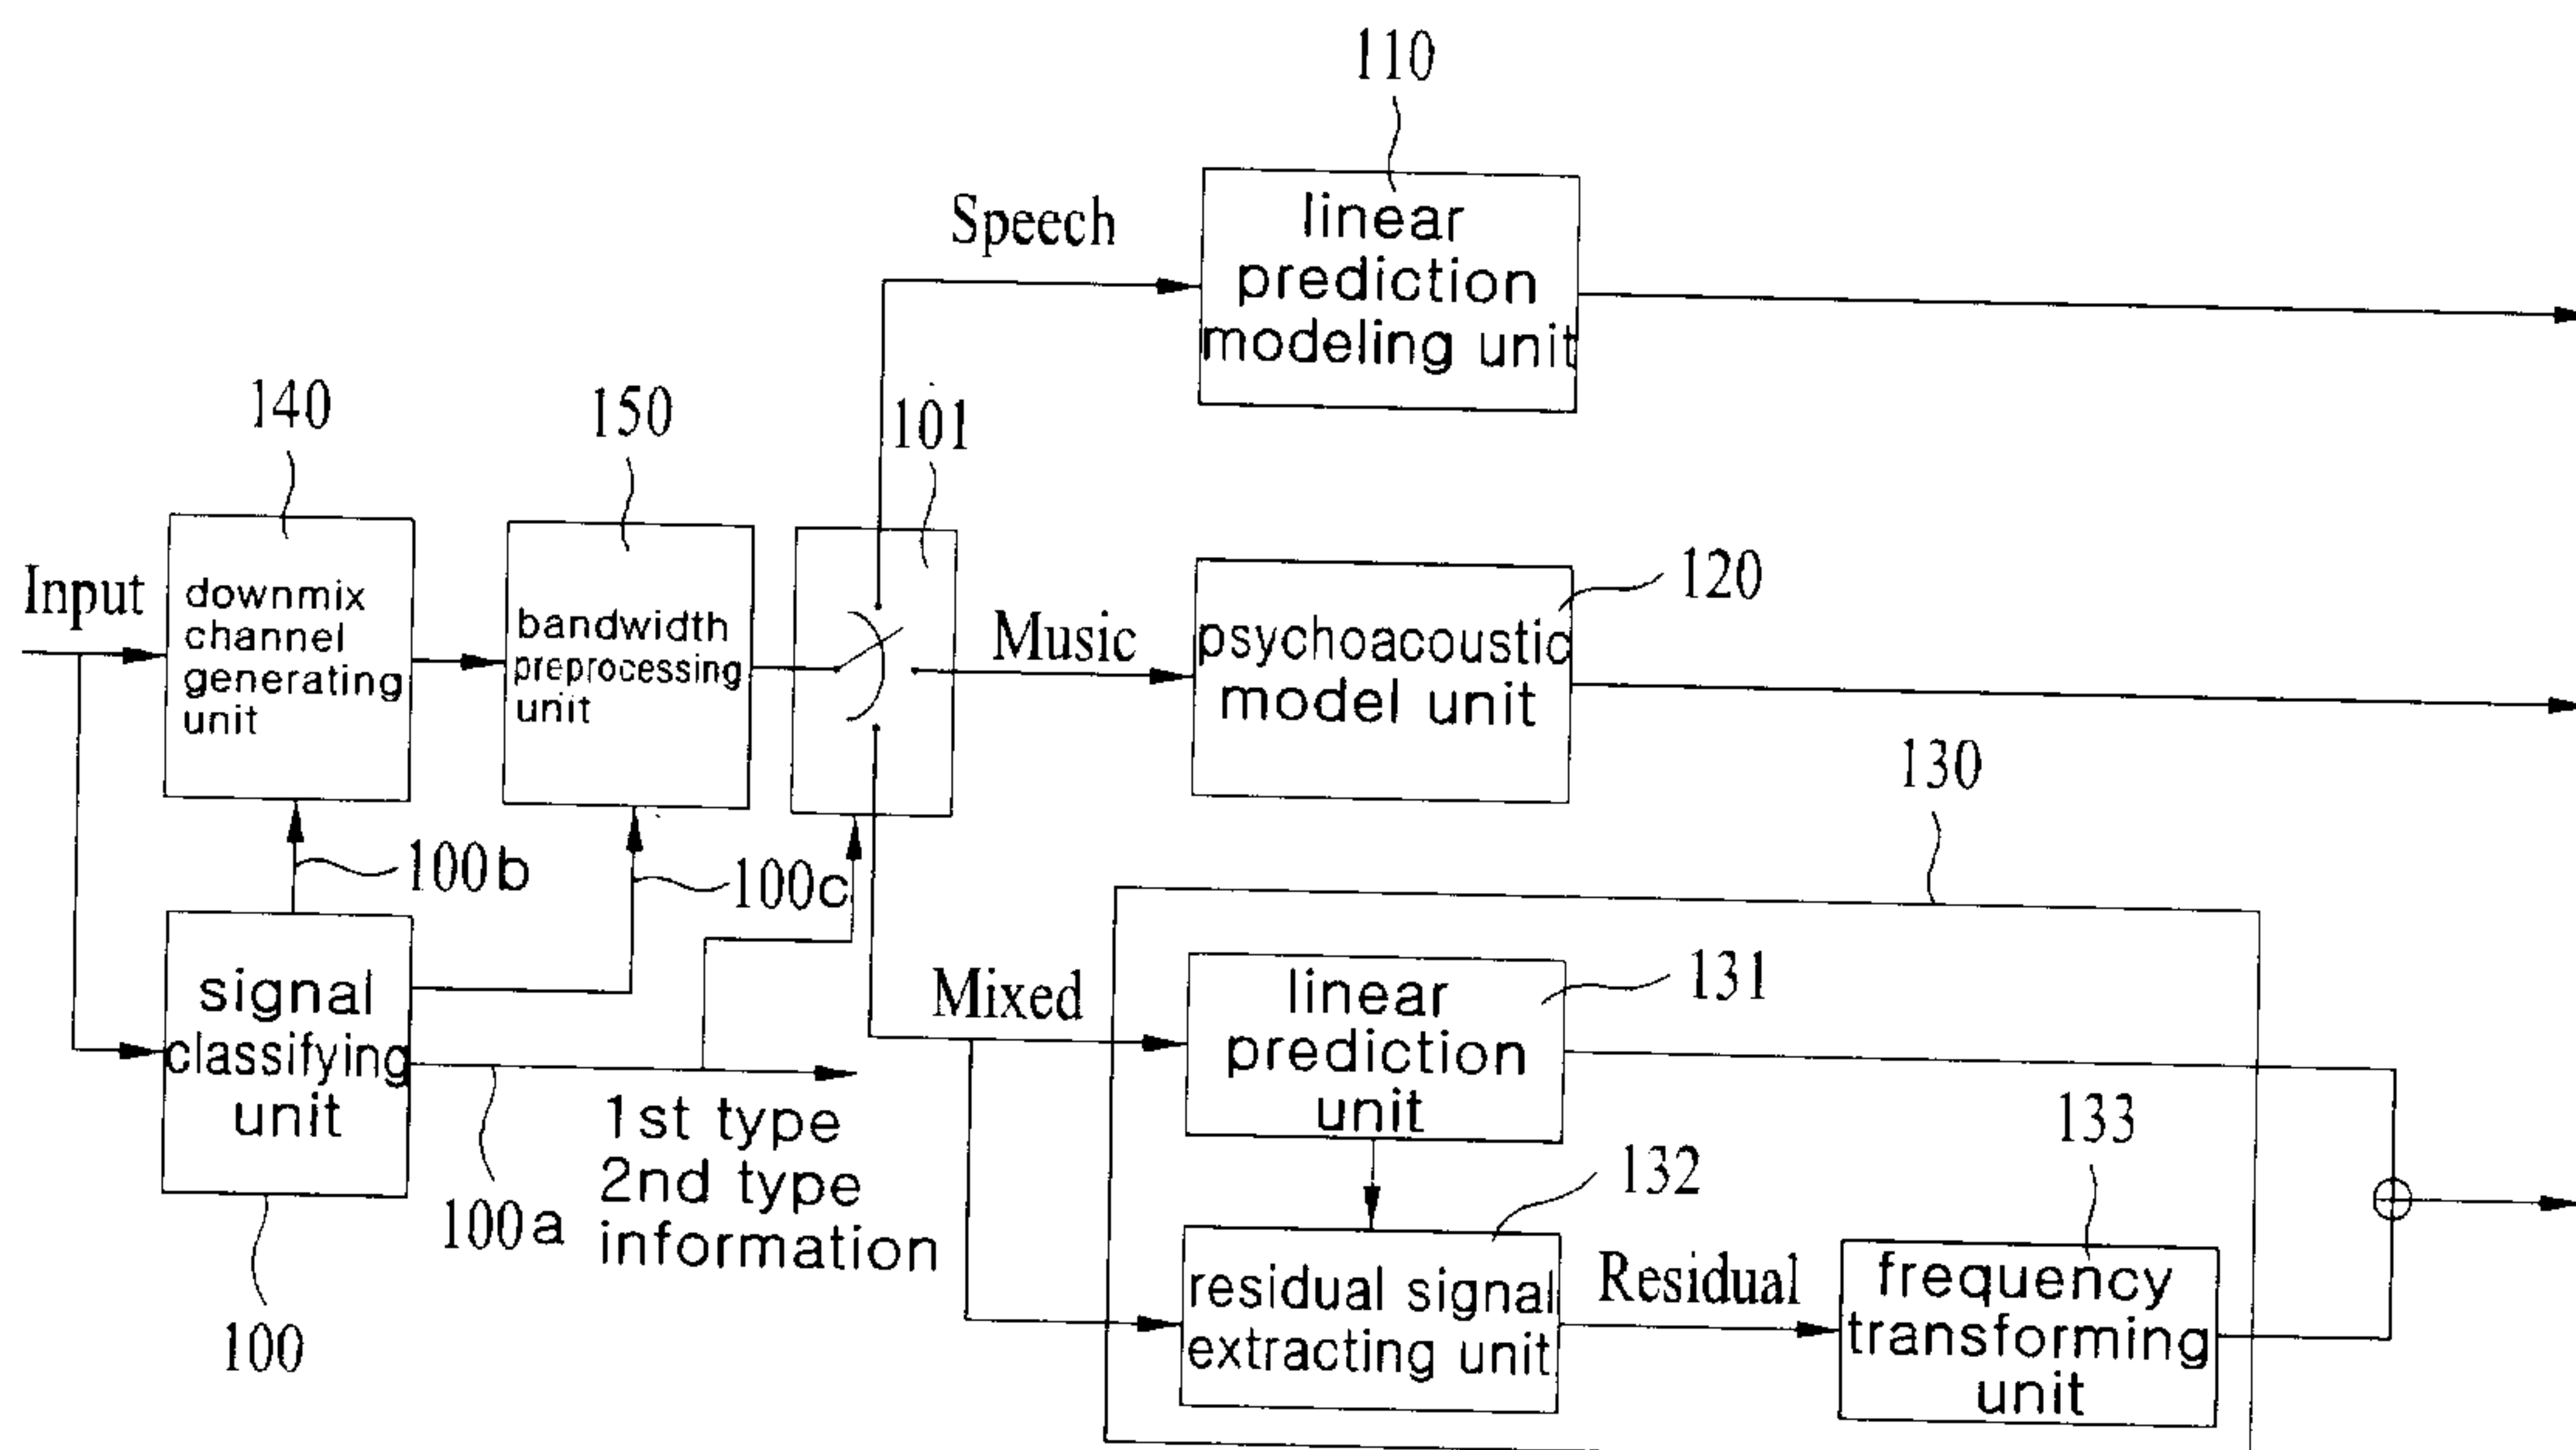 110
Speech
linear
prediction
modeling unit
140
150
101
Input
downmix
channel
generating
unit
bandwidth
preprocessing
unit
Music
120
psychoacoustic
model unit
130
100b
100c
signal
classifying
unit
Mixed
131
linear
prediction
unit
1st type
2nd type
information
100a
100
132
133
residual signal
extracting unit
Residual
frequency
transforming
unit